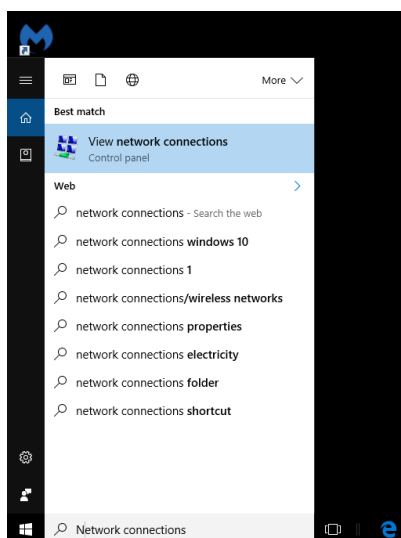 More
Best match
View network connections
Control panel
Web
network connections - Search the web
network connections windows 10
network connections 1
network connections/wireless networks
network connections properties
network connections electricity
network connections folder
network connections shortcut
Network connections